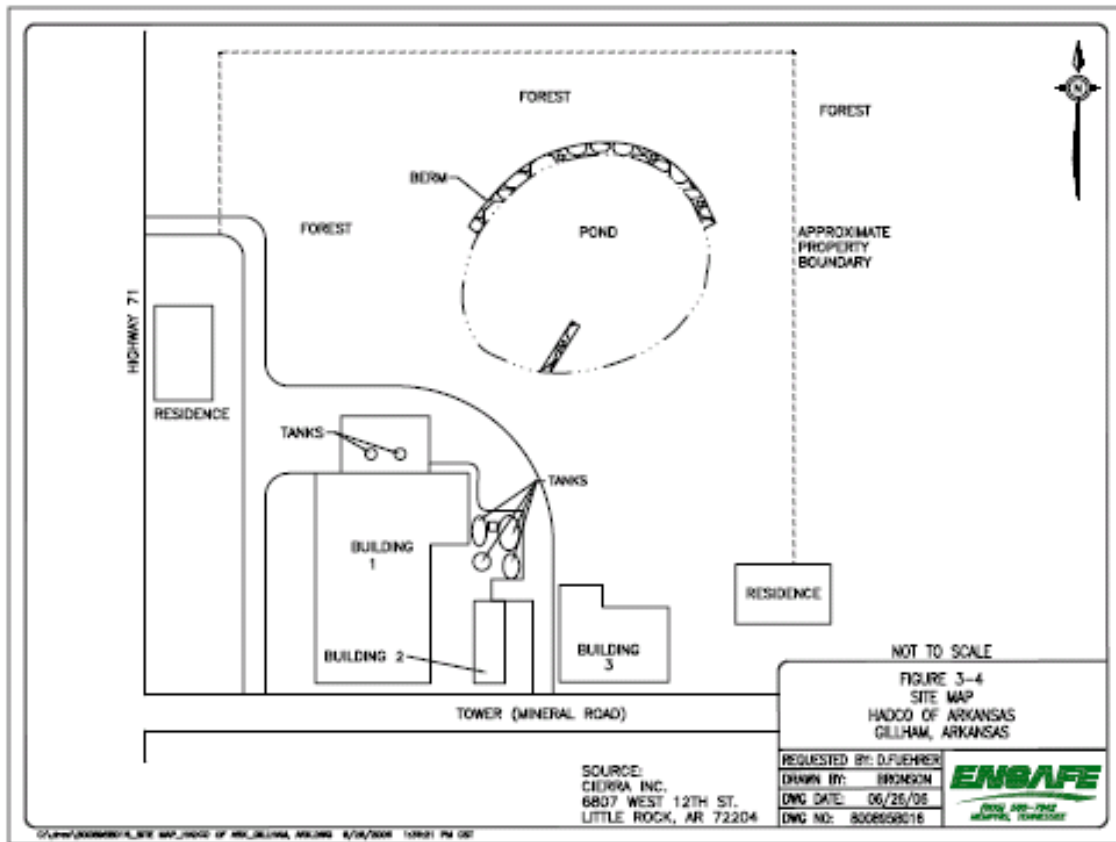 FOREST
FOREST
N
BERM
FOREST
POND
APPROXIMATE
PROPERTY
BOUNDARY
HIGHWAY 71
RESIDENCE
TANKS
TANKS
BUILDING
1
RESIDENCE
BUILDING 2
BUILDING
3
NOT TO SCALE
TOWER (MINERAL ROAD)
FIGURE 3-4
SITE MAP
HADCO OF ARKANSAS
GILLHAM, ARKANSAS
SOURCE:
CIERRA INC.
6807 WEST 12TH ST.
LITTLE ROCK, AR 72204
REQUESTED BY: D.FUEHRER
DRAWN BY: BRONSON
DWG DATE: 06/26/06
DWG NO: 8008958016
ENSAFE
MEMPHIS, TENNESSEE